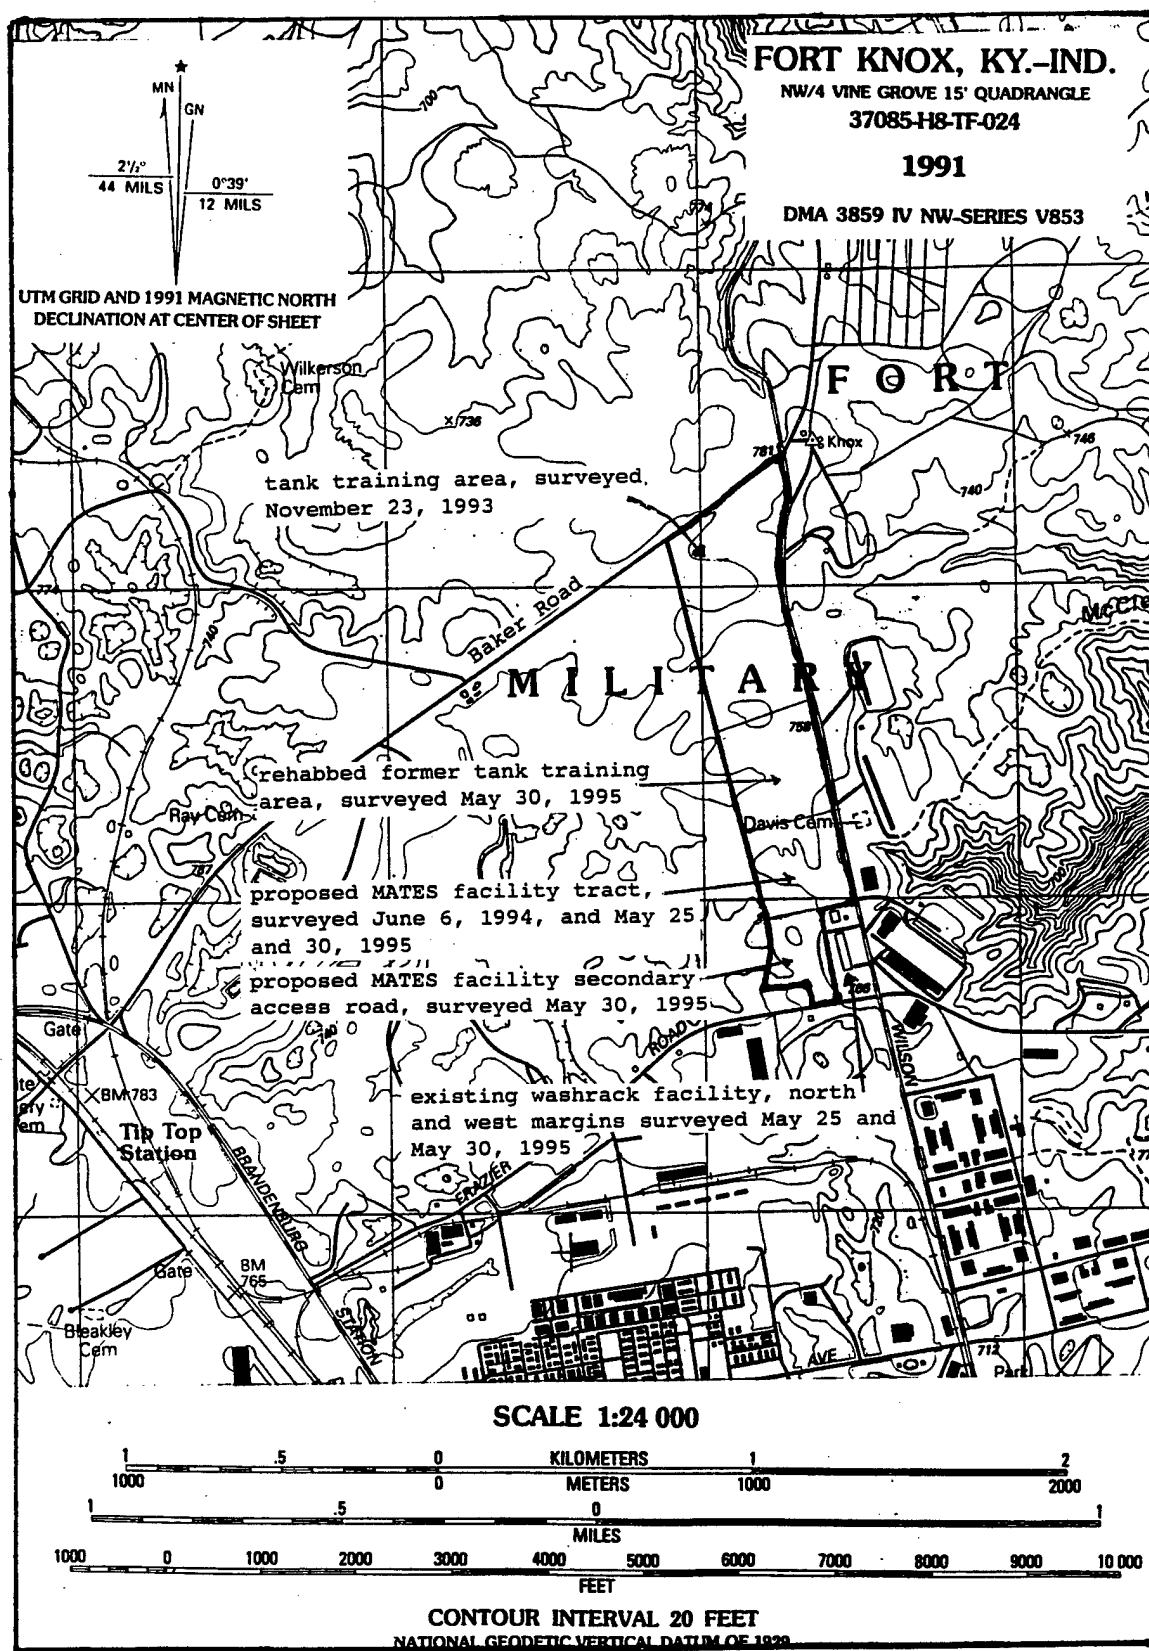 FORT KNOX, KY.-IND.
NW/4 VINE GROVE 15' QUADRANGLE
37085-H8-TF-024
1991
DMA 3859 IV NW-SERIES V853
MN
GN
2½°
44 MILS
0°39'
12 MILS
UTM GRID AND 1991 MAGNETIC NORTH
DECLINATION AT CENTER OF SHEET
700
774
Wilkerson
Cem
FORT
736
746
Knox
781
740
tank training area, surveyed
November 23, 1993
774
740
Baker Road
MILITARY
758
rehabbed former tank training
area, surveyed May 30, 1995
Ray Cem
Davis Cem
787
700
proposed MATES facility tract,
surveyed June 6, 1994, and May 25
and 30, 1995
proposed MATES facility secondary
access road, surveyed May 30, 1995
Gate
740
ROAD
WILSON
BM 783
existing washrack facility, north
and west margins surveyed May 25 and
May 30, 1995
Tip Top
Station
BRANDENBURG
FRAZIER
720
Gate
BM
765
STATION
Bleakley
Cem
712
AVE
Park
SCALE 1:24 000
1 .5 0 KILOMETERS 1 2
1000 0 METERS 1000 2000
1 .5 0 1
MILES
1000 0 1000 2000 3000 4000 5000 6000 7000 8000 9000 10 000
FEET
CONTOUR INTERVAL 20 FEET
NATIONAL GEODETIC VERTICAL DATUM OF 1929